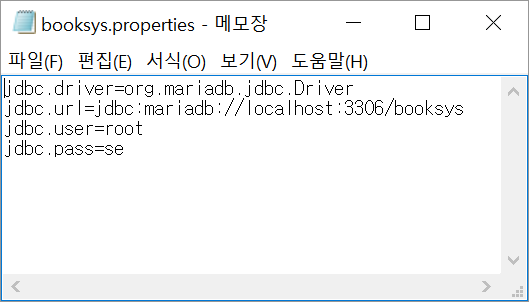 booksys.properties - 메모장
파일(F) 편집(E) 서식(O) 보기(V) 도움말(H)
jdbc.driver=org.mariadb.jdbc.Driver
jdbc.url=jdbc:mariadb://localhost:3306/booksys
jdbc.user=root
jdbc.pass=se